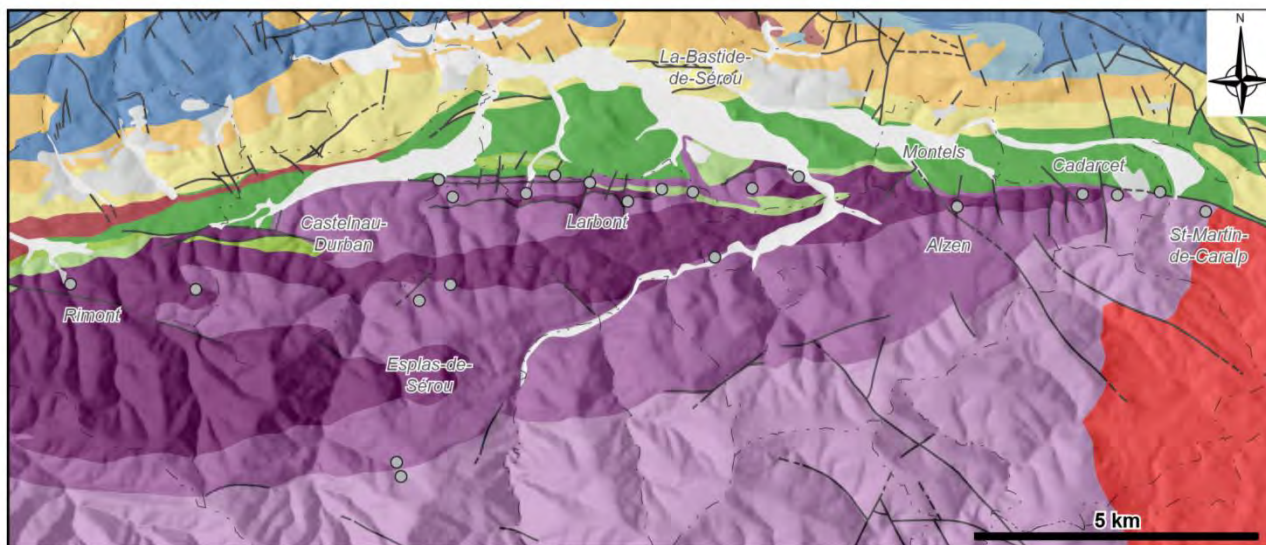 N
La-Bastide-
de-Sérou
Montels
Cadarcet
Castelnau-
Durban
Larbont
Alzen
St-Martin-
de-Caralp
Rimont
Esplas-de-
Sérou
5 km